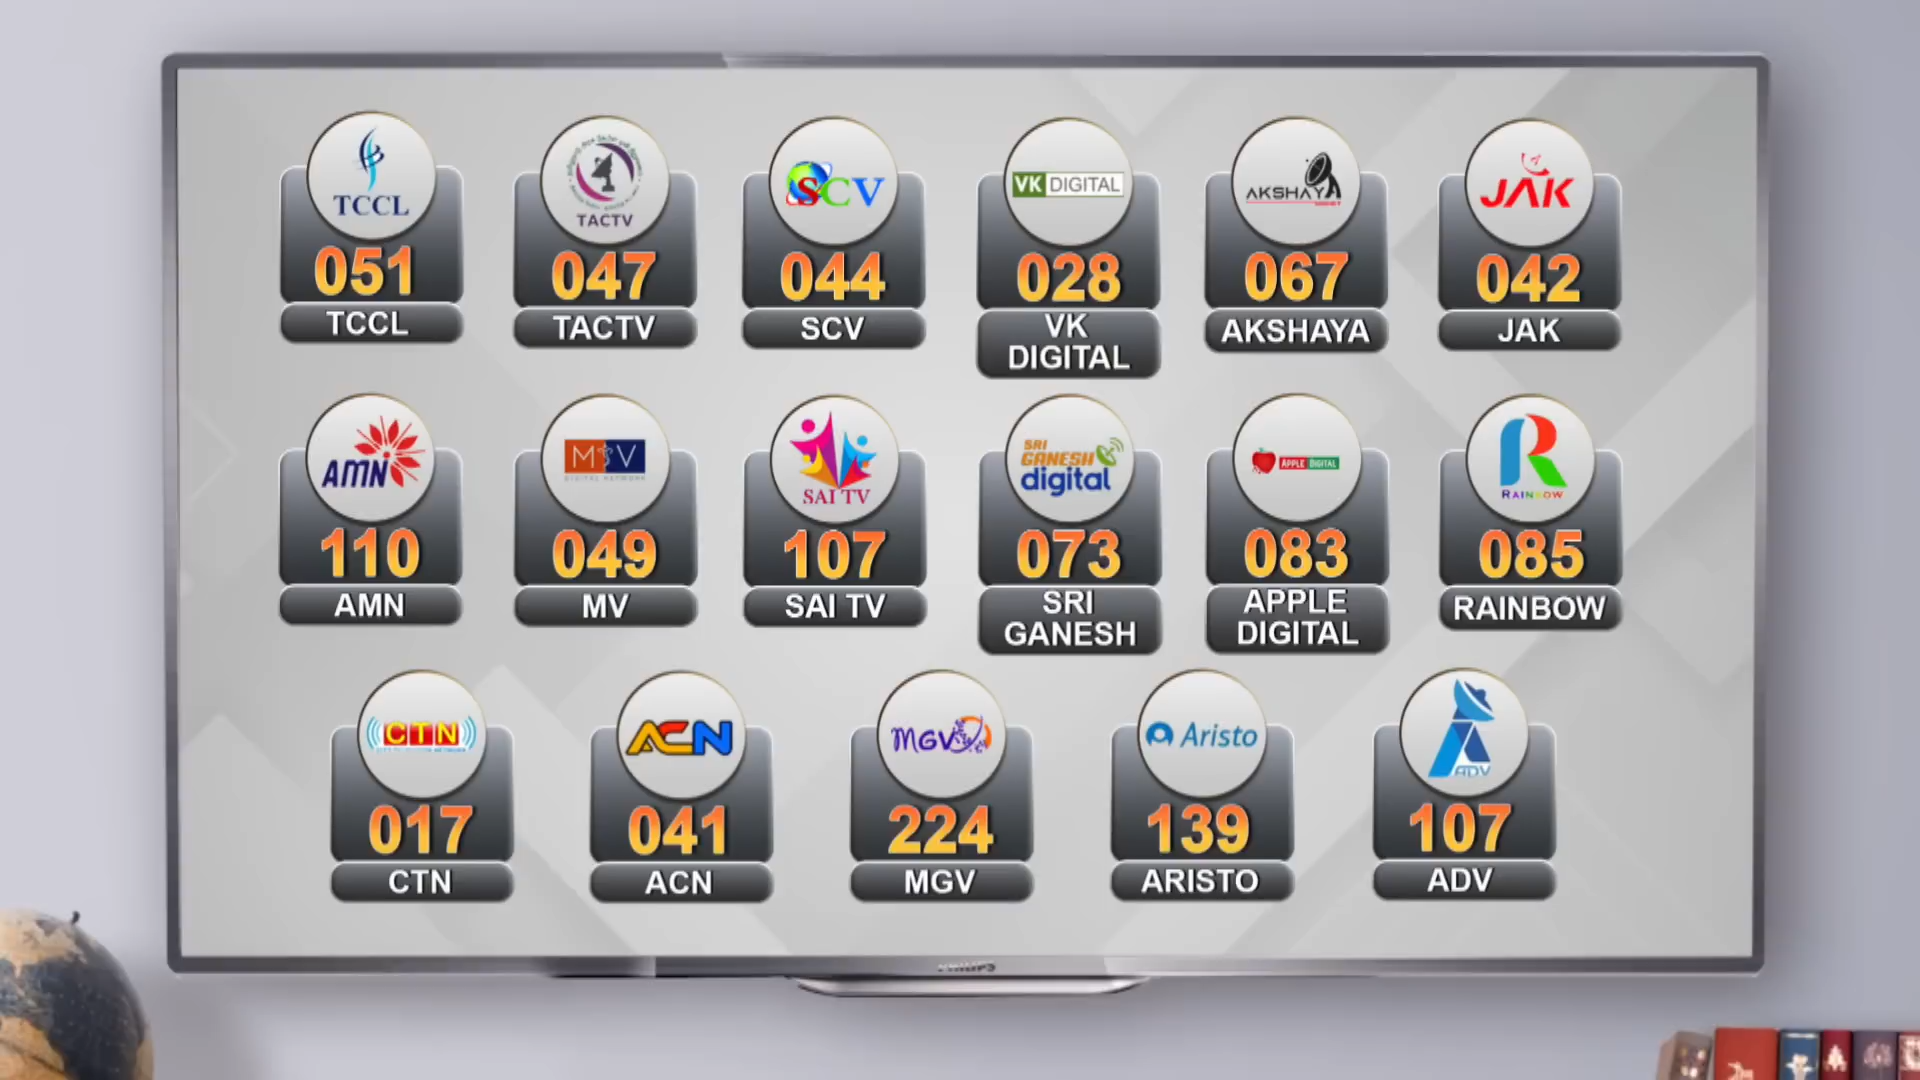 TCCL
TACTV
SCV
VK DIGITAL
AKSHAYA
JAK
051
047
044
028
067
042
TCCL
TACTV
SCV
VK
DIGITAL
AKSHAYA
JAK
AMN
MSV
SAI TV
SRI
GANESH
digital
APPLE DIGITAL
RAINBOW
110
049
107
073
083
085
AMN
MV
SAI TV
SRI
GANESH
APPLE
DIGITAL
RAINBOW
CTN
ACN
MGV
Aristo
ADV
017
041
224
139
107
CTN
ACN
MGV
ARISTO
ADV
PHILIPS